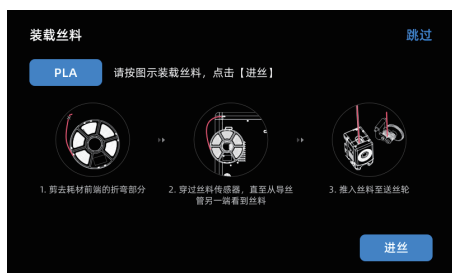 装载丝料
跳过
PLA
请按图示装载丝料，点击【进丝】
1. 剪去耗材前端的折弯部分
2. 穿过丝料传感器，直至从导丝
管另一端看到丝料
3. 推入丝料至送丝轮
进丝